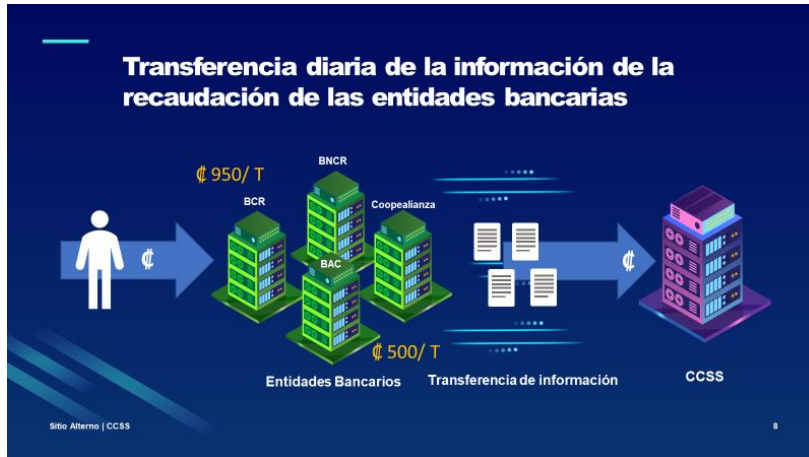 Transferencia diaria de la información de la
recaudación de las entidades bancarias
₡ 950/ T
BNCR
BCR
Coopealianza
₡
BAC
₡
₡ 500/ T
Entidades Bancarios
Transferencia de información
CCSS
Sitio Alterno | CCSS
8